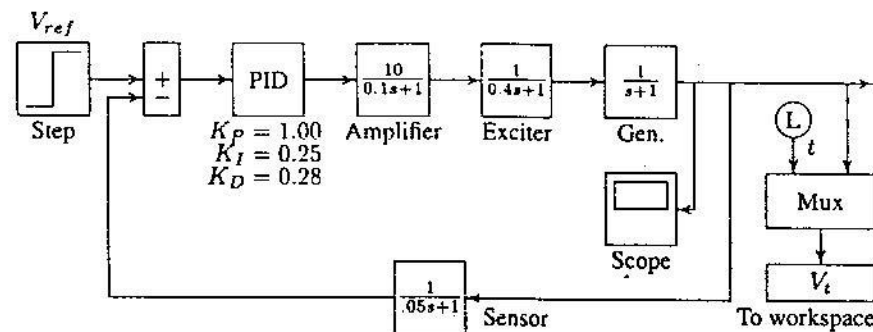 V_ref
Step
+
−
PID
K_P = 1.00
K_I = 0.25
K_D = 0.28
10
0.1s+1
Amplifier
1
0.4s+1
Exciter
1
s+1
Gen.
L
t
Mux
Scope
V_t
To workspace
1
.05s+1
Sensor